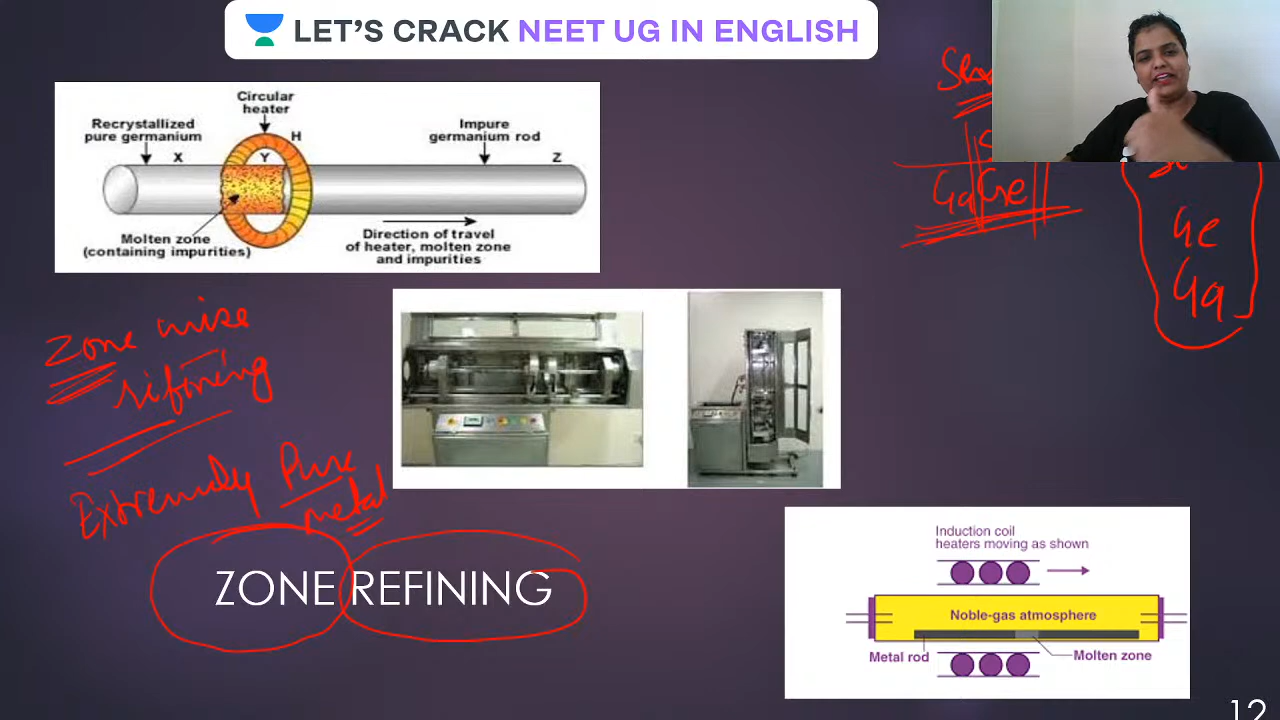 LET'S CRACK NEET UG IN ENGLISH
Circular
heater
Recrystallized
pure germanium
H
Impure
germanium rod
X
Y
Z
Molten zone
(containing impurities)
Direction of travel
of heater, molten zone
and impurities
Ga Ge
Ge
Ga
Zone wise
refining
Extremely Pure
metal
ZONE REFINING
Induction coil
heaters moving as shown
Noble-gas atmosphere
Metal rod
Molten zone
12